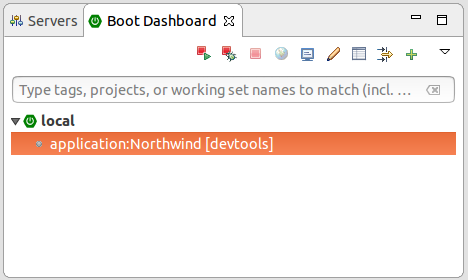 Servers
Boot Dashboard
Type tags, projects, or working set names to match (incl. ...
local
application:Northwind [devtools]